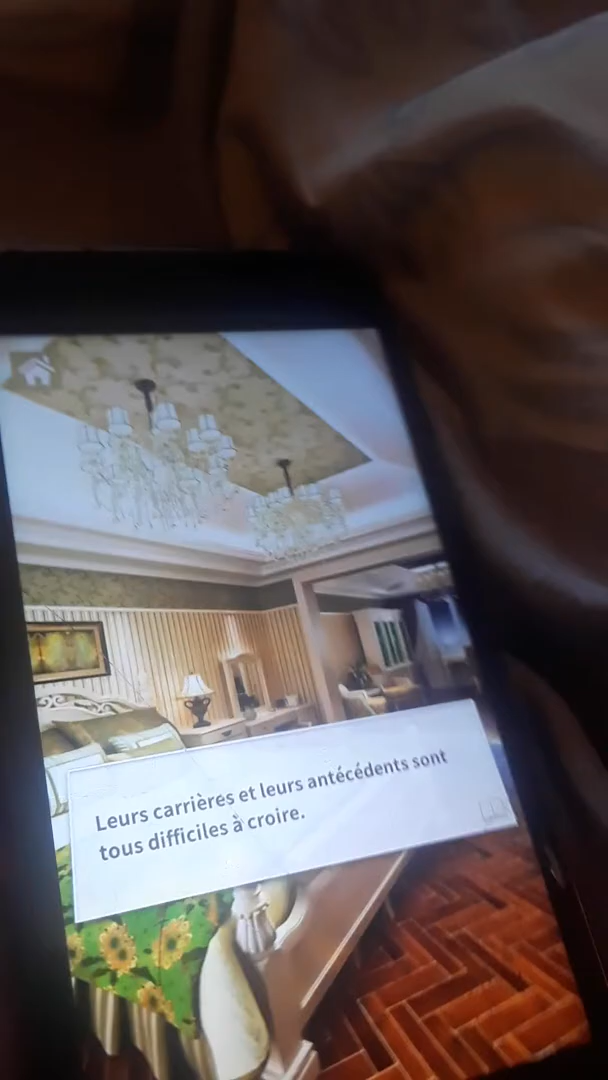 Leurs carrières et leurs antécédents sont
tous difficiles à croire.